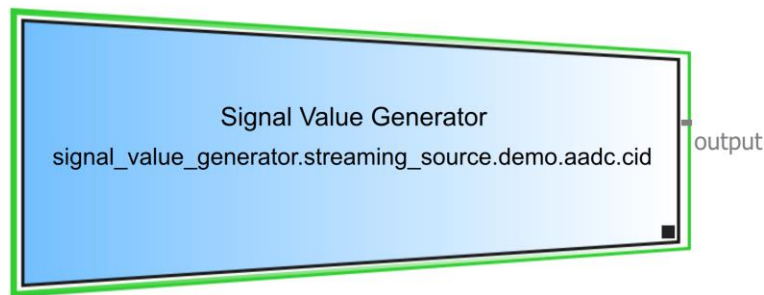 Signal Value Generator
signal_value_generator.streaming_source.demo.aadc.cid
output